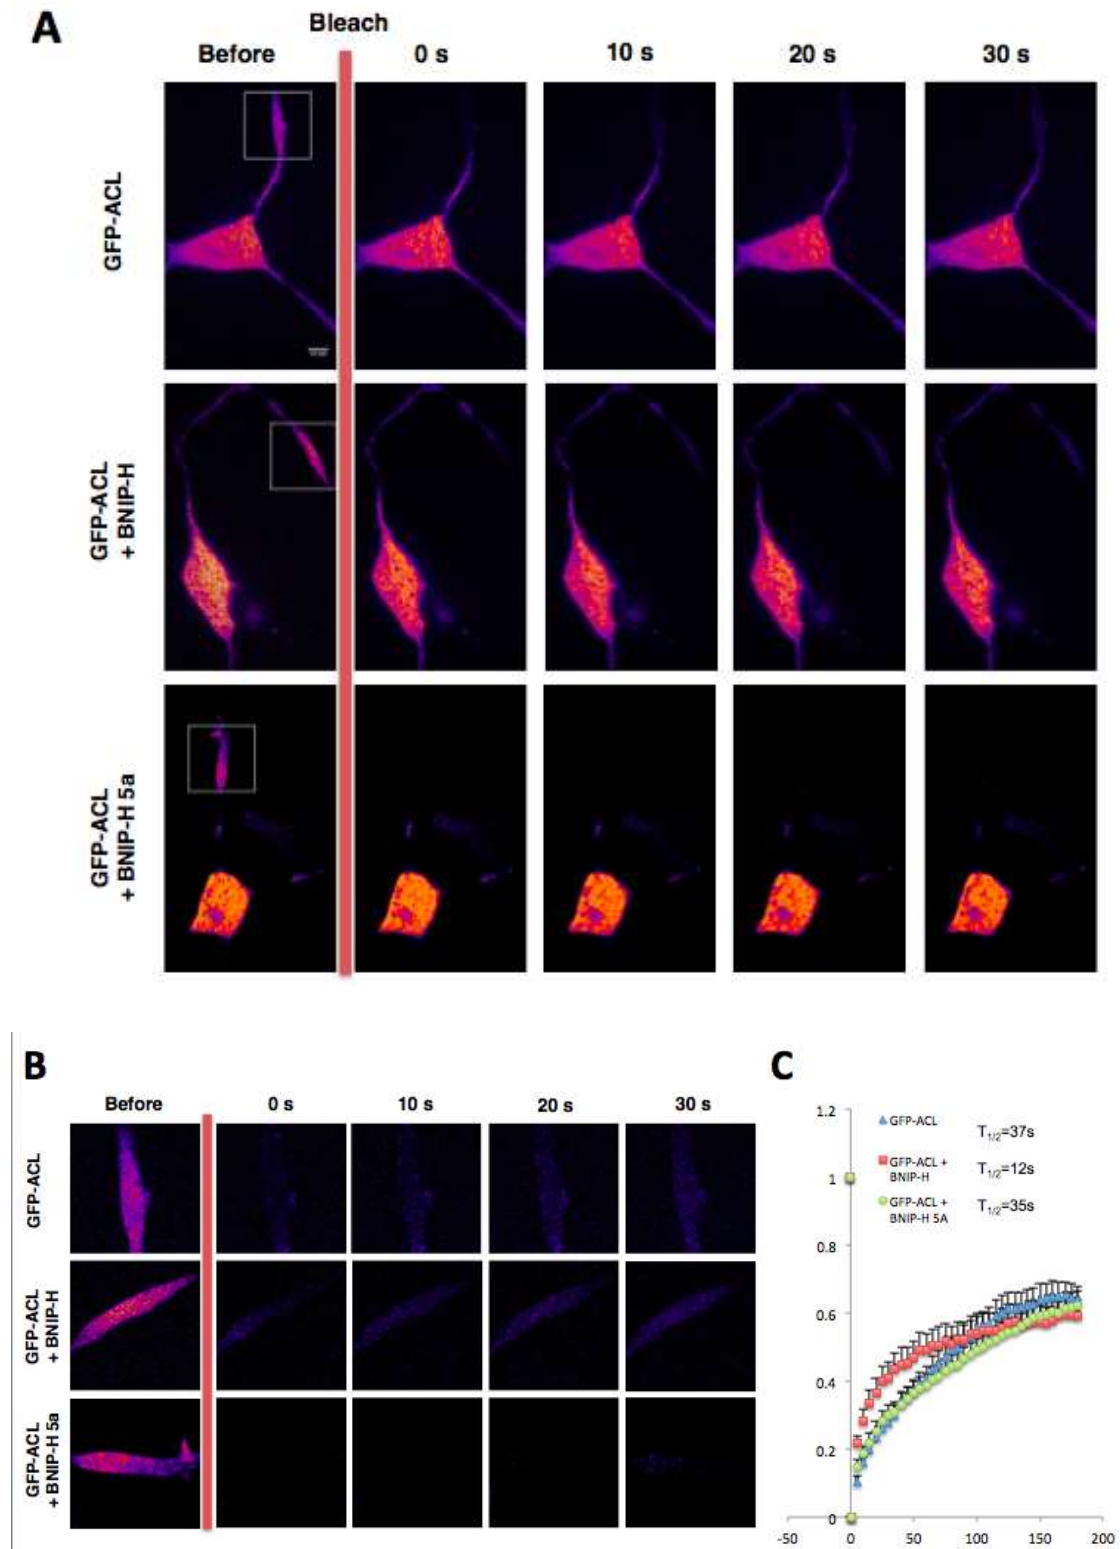 A
Bleach
Before 0 s 10 s 20 s 30 s
GFP-ACL
GFP-ACL
+ BNIP-H
GFP-ACL
+ BNIP-H 5a
B
Before 0 s 10 s 20 s 30 s
GFP-ACL
GFP-ACL
+ BNIP-H
GFP-ACL
+ BNIP-H 5a
C
1.2
1
0.8
0.6
0.4
0.2
0
-50 0 50 100 150 200
GFP-ACL T1/2=37s
GFP-ACL +
BNIP-H T1/2=12s
GFP-ACL +
BNIP-H 5A T1/2=35s